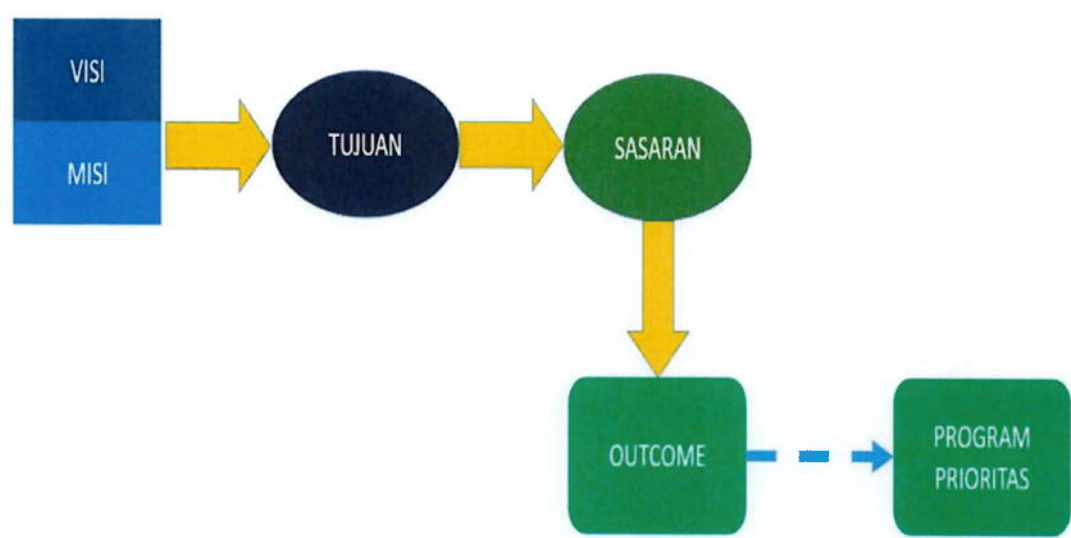 VISI
MISI
TUJUAN
SASARAN
OUTCOME
PROGRAM
PRIORITAS